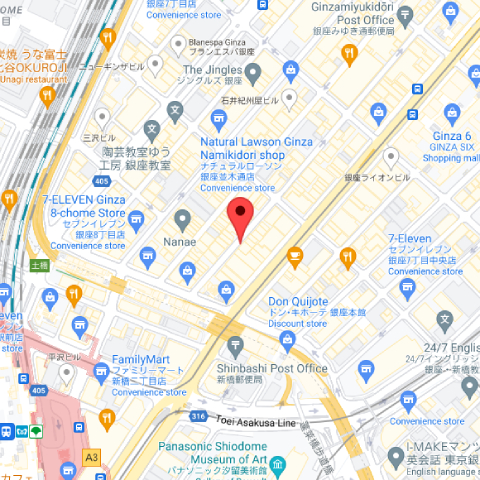 銀座7丁目店
Convenience store
Ginzamiyukidōri
Post Office
銀座みゆき通郵便局
Blanespa Ginza
ブランエスパ銀座
炭焼 うな富士
比谷OKUROJI
Unagi restaurant
ニューギンザビル
The Jingles
ジングルズ 銀座
石井紀州屋ビル
三沢ビル
Natural Lawson Ginza
Namikidori shop
ナチュラルローソン
銀座並木通店
Convenience store
Ginza 6
GINZA SIX
Shopping mall
陶芸教室ゆう
工房 銀座教室
銀座ライオンビル
405
7-ELEVEN Ginza
8-chome Store
セブンイレブン
銀座8丁目店
Convenience store
Nanae
7-Eleven
セブンイレブン
銀座7丁目中央店
Convenience store
土橋
Don Quijote
ドン・キホーテ 銀座本館
Discount store
even
駅前店
store
平沢ビル
FamilyMart
ファミリーマート
新橋二丁目店
Convenience store
Shinbashi Post Office
新橋郵便局
24/7 English
24/7イングリッシ
405
316
Toei Asakusa Line
Convenience store
Panasonic Shiodome
Museum of Art
パナソニック汐留美術館
I-MAKEマンツ
英会話 東京銀
English language
A3
カフェ